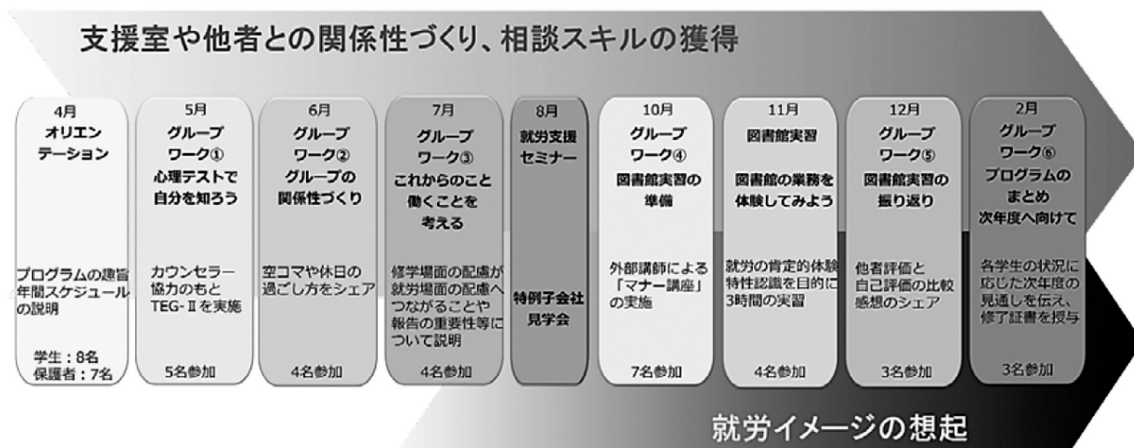 支援室や他者との関係性づくり、相談スキルの獲得
4月
オリエン
テーション
プログラムの趣旨
年間スケジュール
の説明
学生：8名
保護者：7名
5月
グループ
ワーク①
心理テストで
自分を知ろう
カウンセラー
協力のもと
TEG-Ⅱを実施
5名参加
6月
グループ
ワーク②
グループの
関係性づくり
空コマや休日の
過ごし方をシェア
4名参加
7月
グループ
ワーク③
これからのこと
働くことを
考える
修学場面の配慮が
就労場面の配慮へ
つながることや
報告の重要性等に
ついて説明
4名参加
8月
就労支援
セミナー
特例子会社
見学会
10月
グループ
ワーク④
図書館実習の
準備
外部講師による
「マナー講座」
の実施
7名参加
11月
図書館実習
図書館の業務を
体験してみよう
就労の肯定的体験
特性認識を目的に
3時間の実習
4名参加
12月
グループ
ワーク⑤
図書館実習の
振り返り
他者評価と
自己評価の比較
感想のシェア
3名参加
2月
グループ
ワーク⑥
プログラムの
まとめ
次年度へ向けて
各学生の状況に
応じた次年度の
見通しを伝え、
修了証書を授与
3名参加
就労イメージの想起